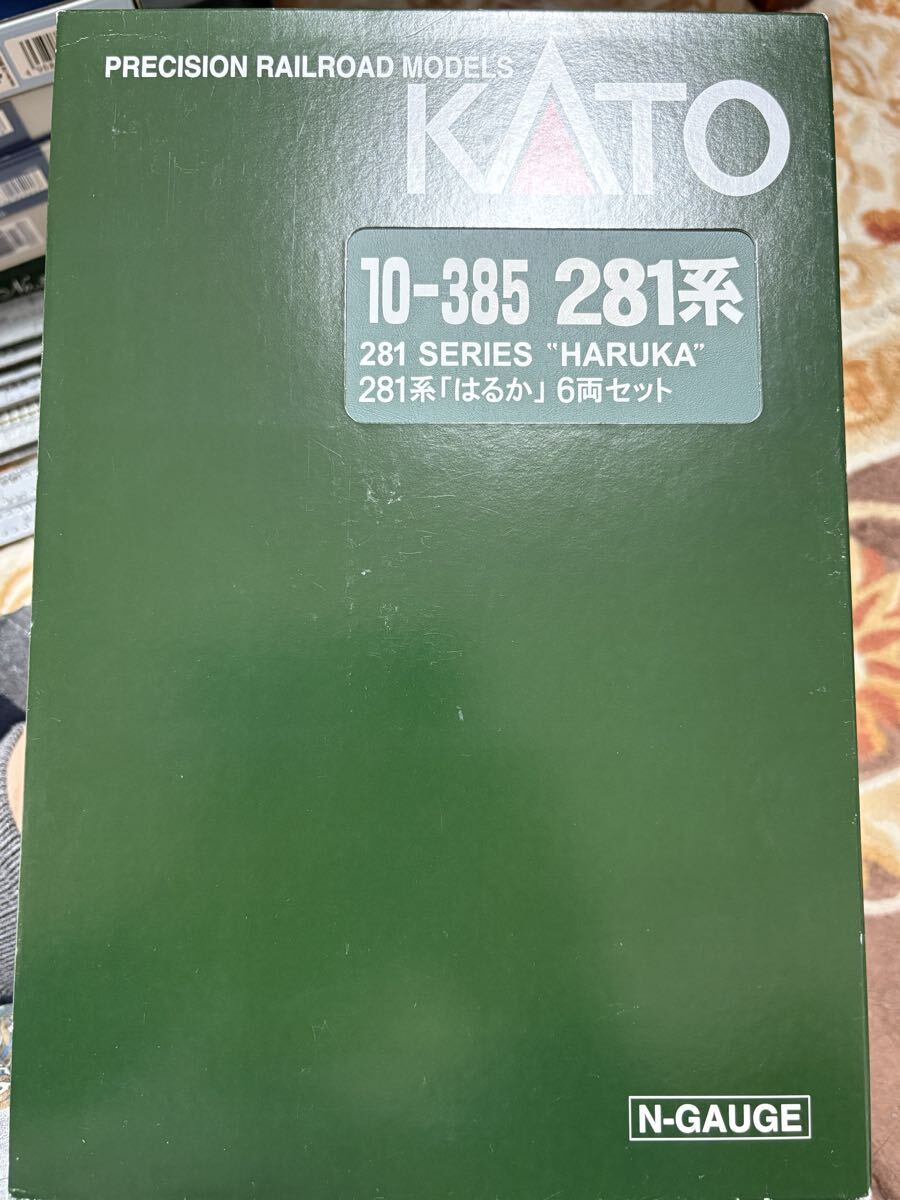 PRECISION RAILROAD MODELS
KATO
10-385 281系
281 SERIES "HARUKA"
281系「はるか」6両セット
N-GAUGE